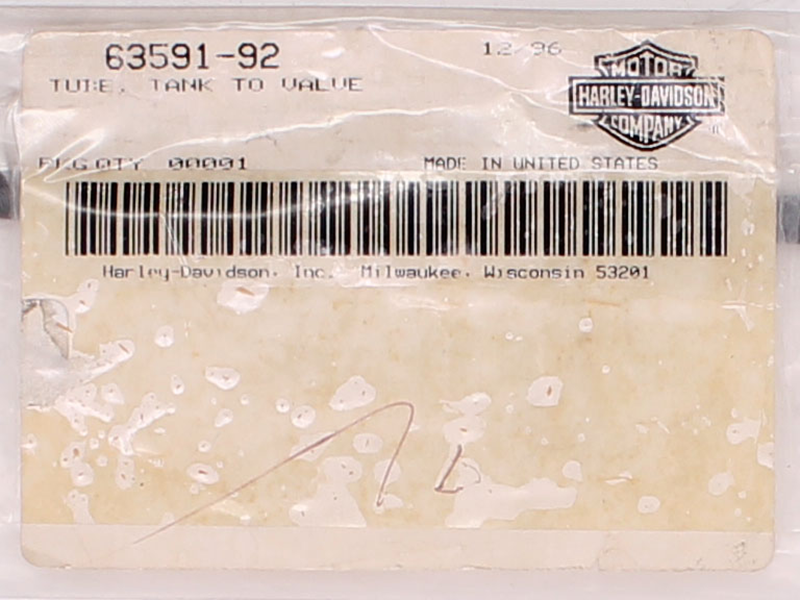 63591-92
12/96
TUBE, TANK TO VALVE
MOTOR
HARLEY-DAVIDSON
COMPANY
®
PKG QTY 00001
MADE IN UNITED STATES
Harley-Davidson, Inc. Milwaukee, Wisconsin 53201